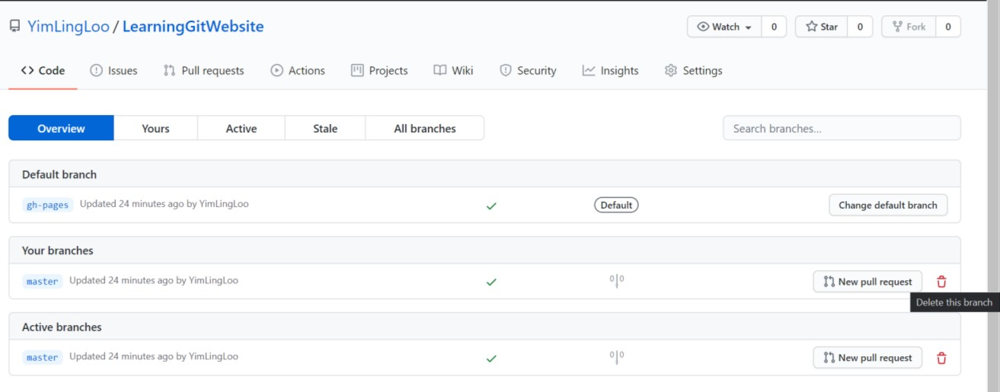 YimLingLoo / LearningGitWebsite
Watch 0 Star 0 Fork 0
<> Code Issues Pull requests Actions Projects Wiki Security Insights Settings
Overview Yours Active Stale All branches Search branches...
Default branch
gh-pages Updated 24 minutes ago by YimLingLoo Default Change default branch
Your branches
master Updated 24 minutes ago by YimLingLoo 0|0 New pull request
Delete this branch
Active branches
master Updated 24 minutes ago by YimLingLoo 0|0 New pull request